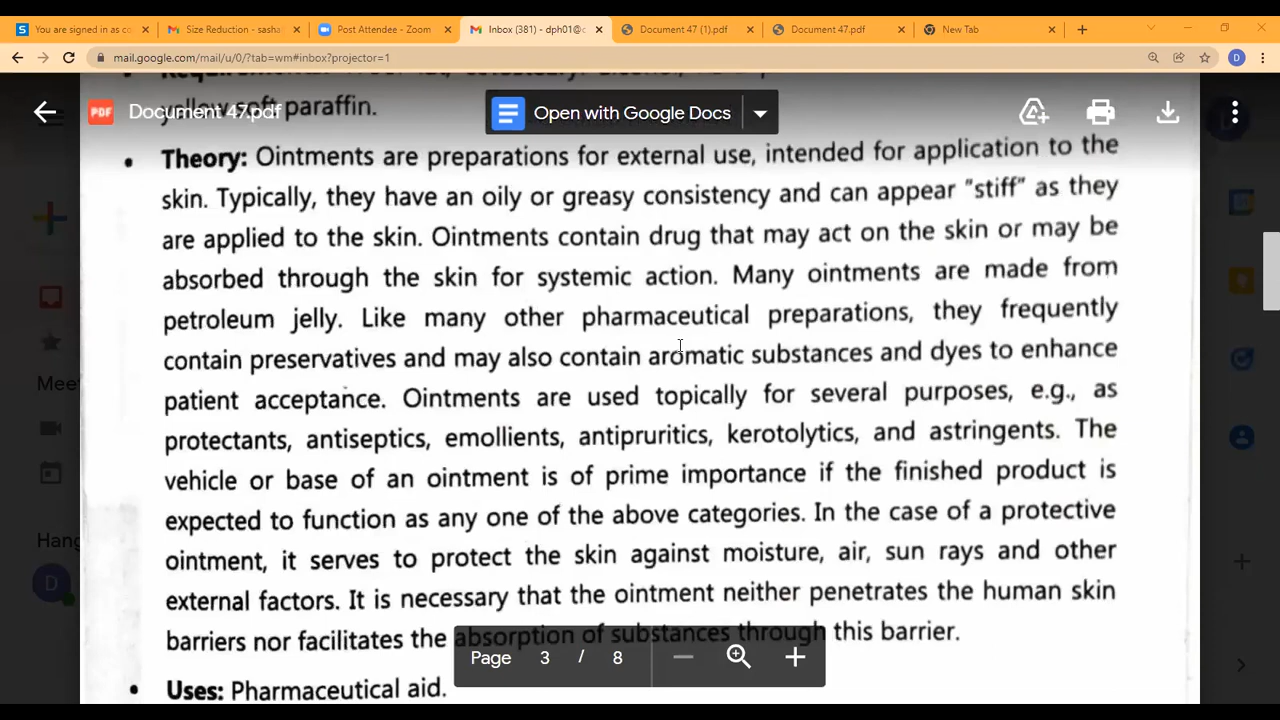 You are signed in as co
Size Reduction - sasha
Post Attendee - Zoom
Inbox (381) - dph01@c
Document 47 (1).pdf
Document 47.pdf
New Tab
mail.google.com/mail/u/0/?tab=wm#inbox?projector=1
D
yellow soft paraffin.
PDF
Document 47.pdf
Open with Google Docs
Theory: Ointments are preparations for external use, intended for application to the
skin. Typically, they have an oily or greasy consistency and can appear "stiff" as they
are applied to the skin. Ointments contain drug that may act on the skin or may be
absorbed through the skin for systemic action. Many ointments are made from
petroleum jelly. Like many other pharmaceutical preparations, they frequently
contain preservatives and may also contain aromatic substances and dyes to enhance
patient acceptance. Ointments are used topically for several purposes, e.g., as
protectants, antiseptics, emollients, antipruritics, kerotolytics, and astringents. The
vehicle or base of an ointment is of prime importance if the finished product is
expected to function as any one of the above categories. In the case of a protective
ointment, it serves to protect the skin against moisture, air, sun rays and other
external factors. It is necessary that the ointment neither penetrates the human skin
barriers nor facilitates the absorption of substances through this barrier.
Uses: Pharmaceutical aid.
Page 3 / 8
Mee
Hang
D